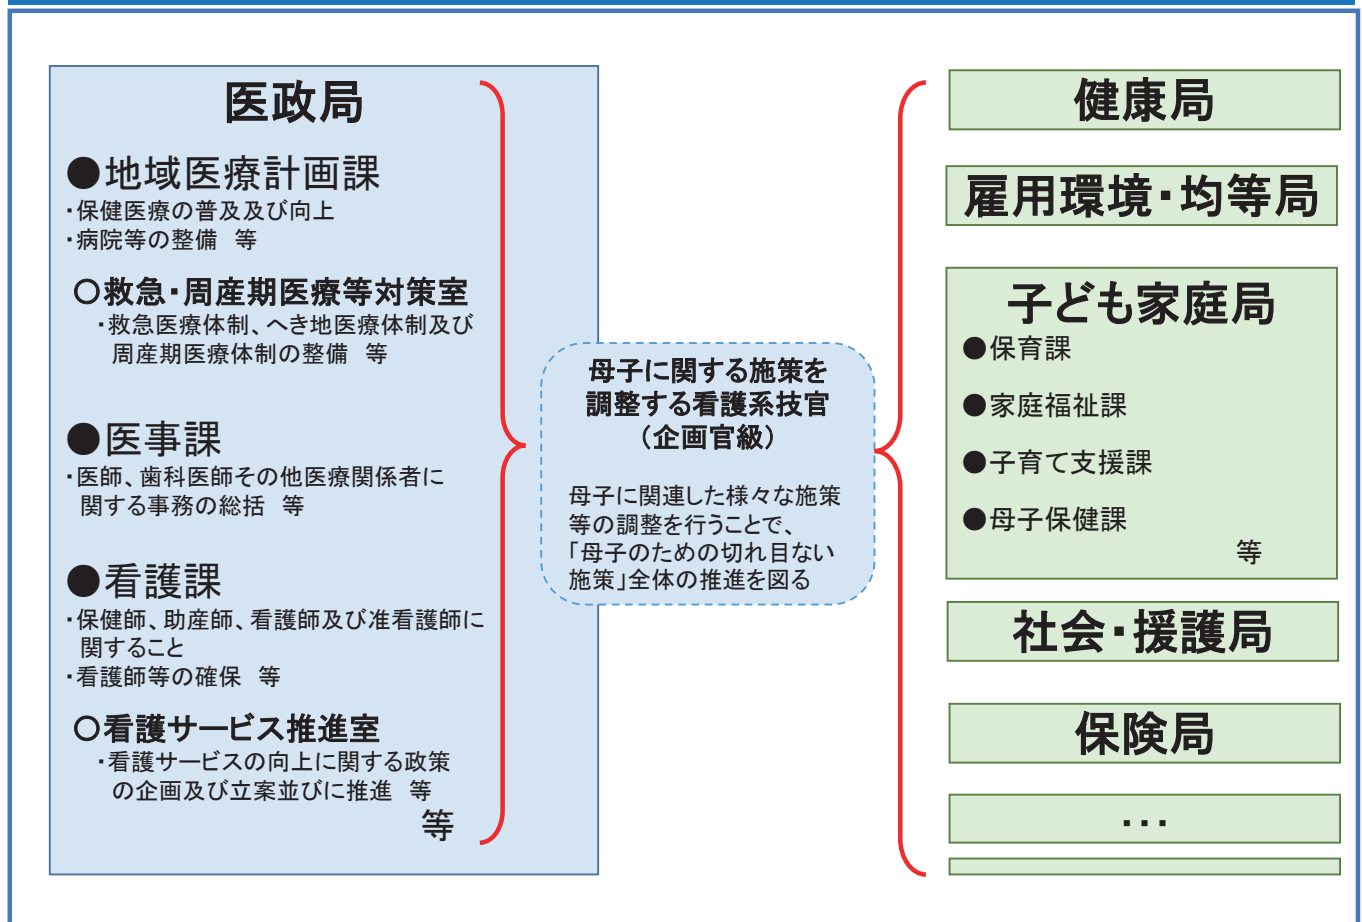 医政局
●地域医療計画課
・保健医療の普及及び向上
・病院等の整備　等
○救急・周産期医療等対策室
・救急医療体制、へき地医療体制及び
周産期医療体制の整備　等
●医事課
・医師、歯科医師その他医療関係者に
関する事務の総括　等
●看護課
・保健師、助産師、看護師及び准看護師に
関すること
・看護師等の確保　等
○看護サービス推進室
・看護サービスの向上に関する政策
の企画及び立案並びに推進　等
等
母子に関する施策を
調整する看護系技官
（企画官級）
母子に関連した様々な施策
等の調整を行うことで、
「母子のための切れ目ない
施策」全体の推進を図る
健康局
雇用環境・均等局
子ども家庭局
●保育課
●家庭福祉課
●子育て支援課
●母子保健課
等
社会・援護局
保険局
・・・